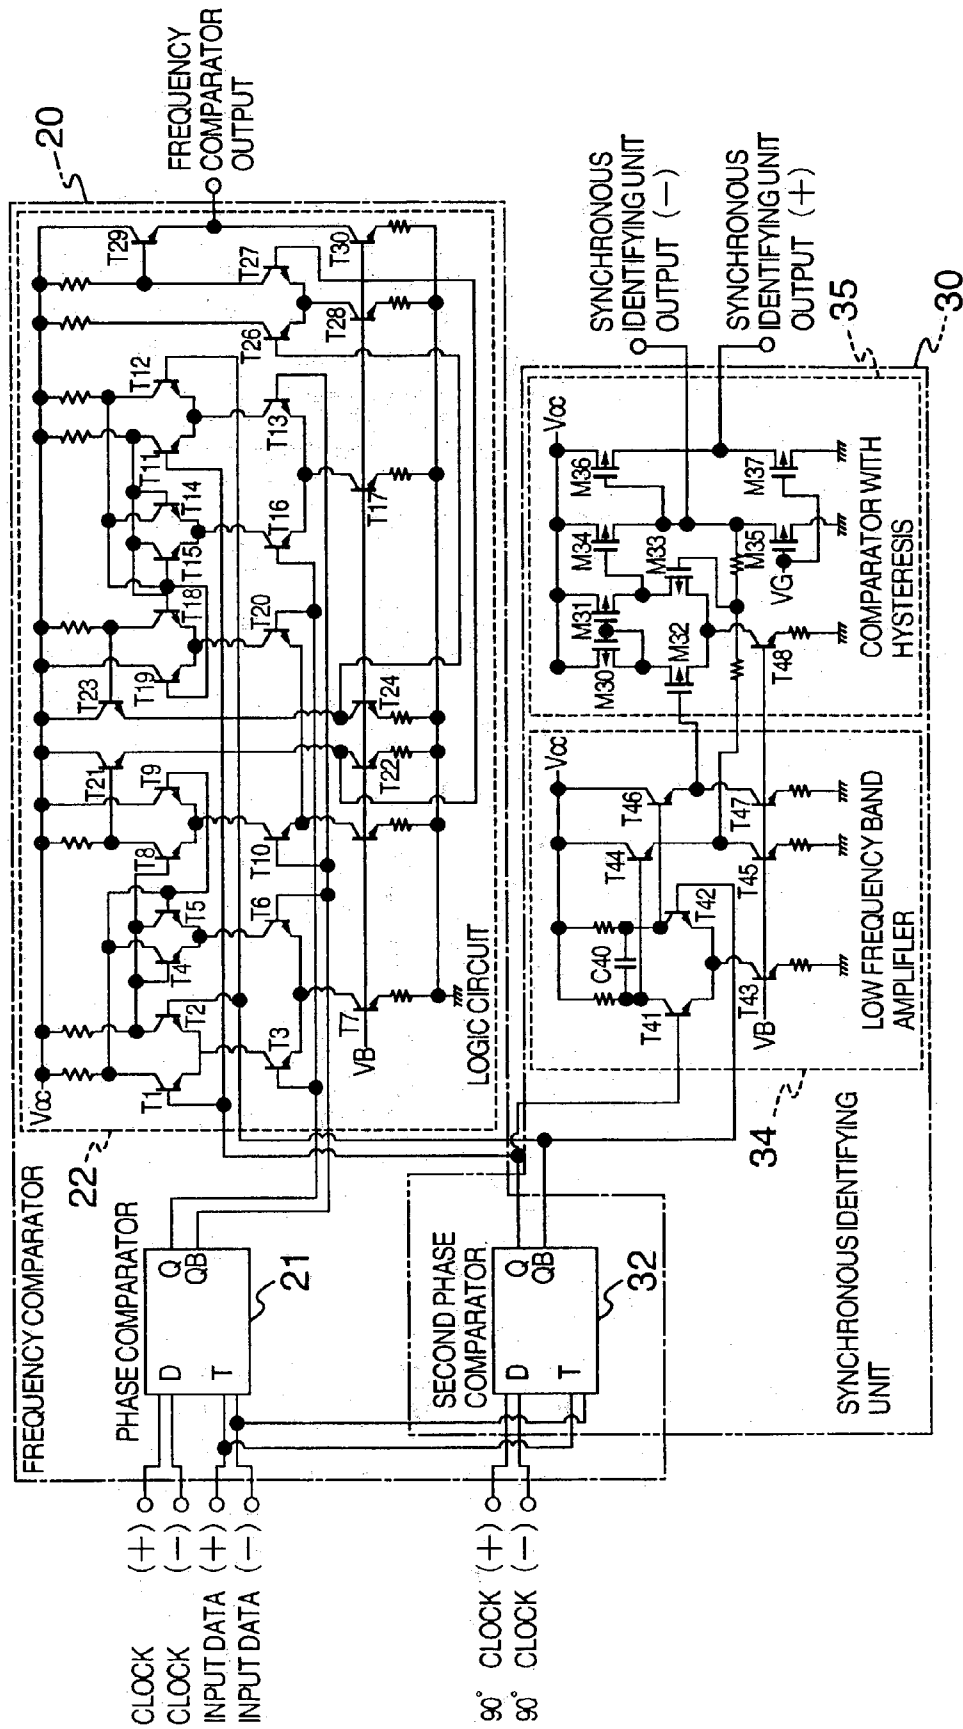 FREQUENCY COMPARATOR
20
FREQUENCY
COMPARATOR
OUTPUT
22
LOGIC CIRCUIT
Vcc
T1
T2
T3
T4
T5
T6
T7
T8
T9
T10
T11
T12
T13
T14
T15
T16
T17
T18
T19
T20
T21
T22
T23
T24
T26
T27
T28
T29
T30
VB
PHASE COMPARATOR
D
Q
T
QB
21
CLOCK (+)
CLOCK (−)
INPUT DATA (+)
INPUT DATA (−)
90° CLOCK (+)
90° CLOCK (−)
SECOND PHASE
COMPARATOR
D
Q
T
QB
32
SYNCHRONOUS IDENTIFYING
UNIT
30
34
LOW FREQUENCY BAND
AMPLIFIER
Vcc
C40
T41
T42
T43
T44
T45
T46
T47
VB
35
COMPARATOR WITH
HYSTERESIS
Vcc
M30
M31
M32
M33
M34
M35
M36
M37
T48
VG
SYNCHRONOUS
IDENTIFYING UNIT
OUTPUT (−)
SYNCHRONOUS
IDENTIFYING UNIT
OUTPUT (+)